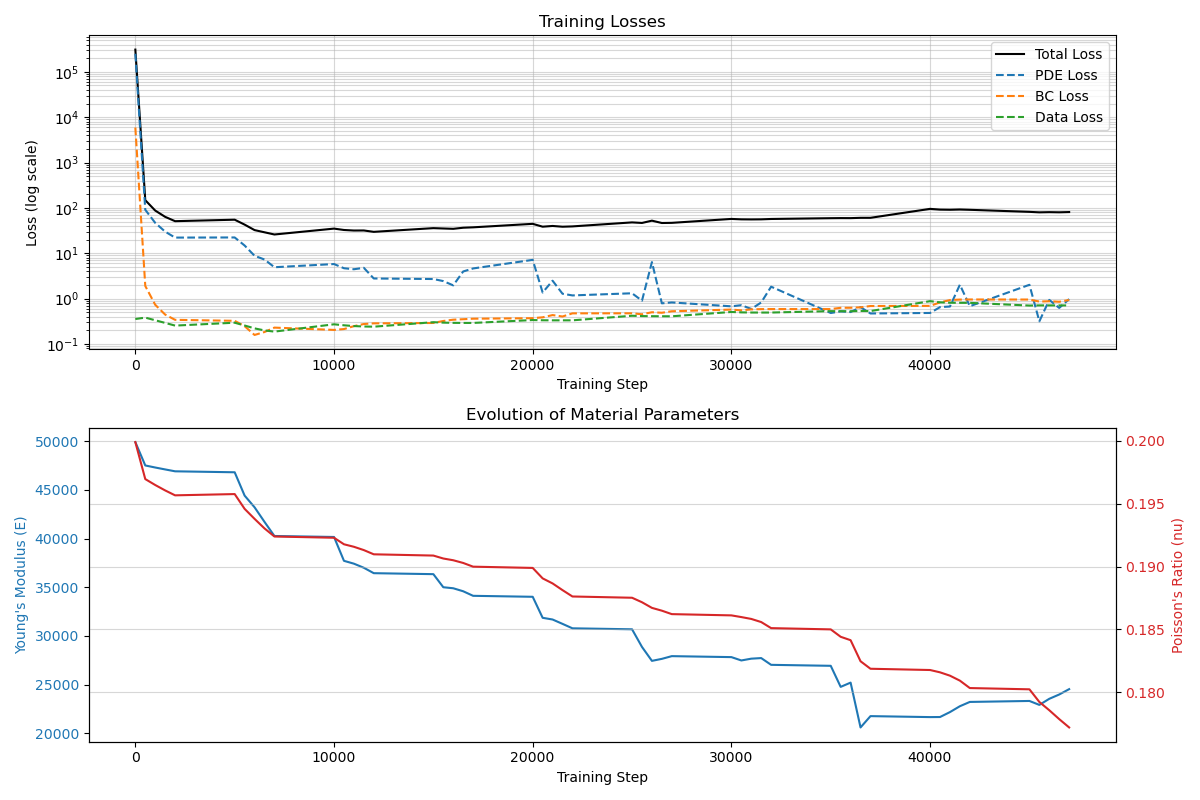 Training Losses
Loss (log scale)
10^5
10^4
10^3
10^2
10^1
10^0
10^−1
Total Loss
PDE Loss
BC Loss
Data Loss
0 10000 20000 30000 40000
Training Step
Evolution of Material Parameters
Young's Modulus (E)
50000
45000
40000
35000
30000
25000
20000
0.200
0.195
0.190
0.185
0.180
Poisson's Ratio (nu)
0 10000 20000 30000 40000
Training Step